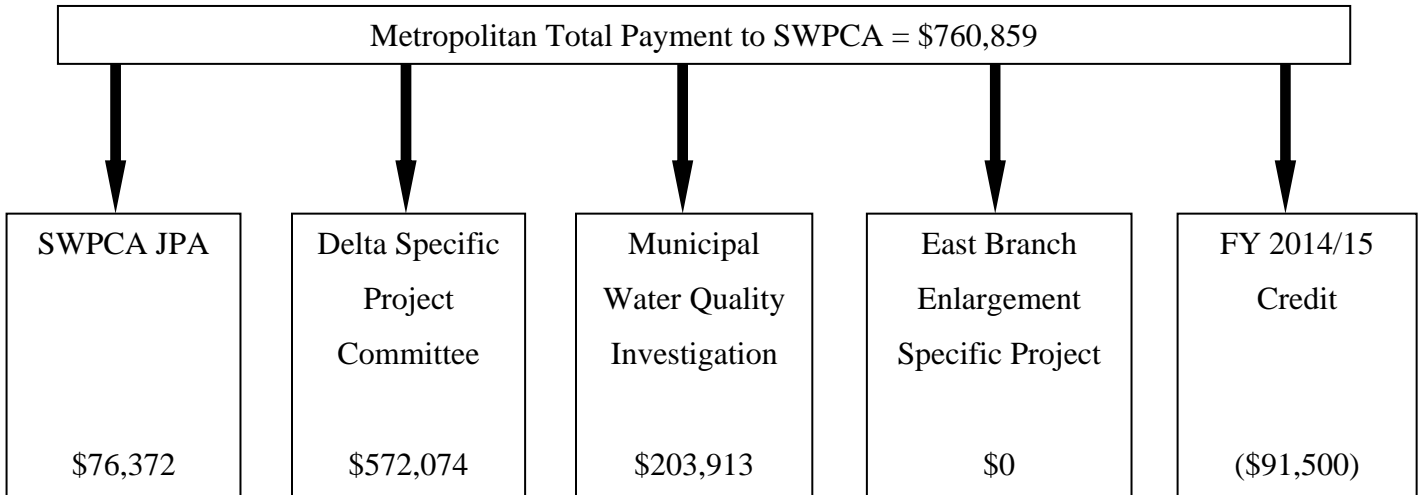 Metropolitan Total Payment to SWPCA = $760,859
SWPCA JPA
$76,372
Delta Specific
Project
Committee
$572,074
Municipal
Water Quality
Investigation
$203,913
East Branch
Enlargement
Specific Project
$0
FY 2014/15
Credit
($91,500)